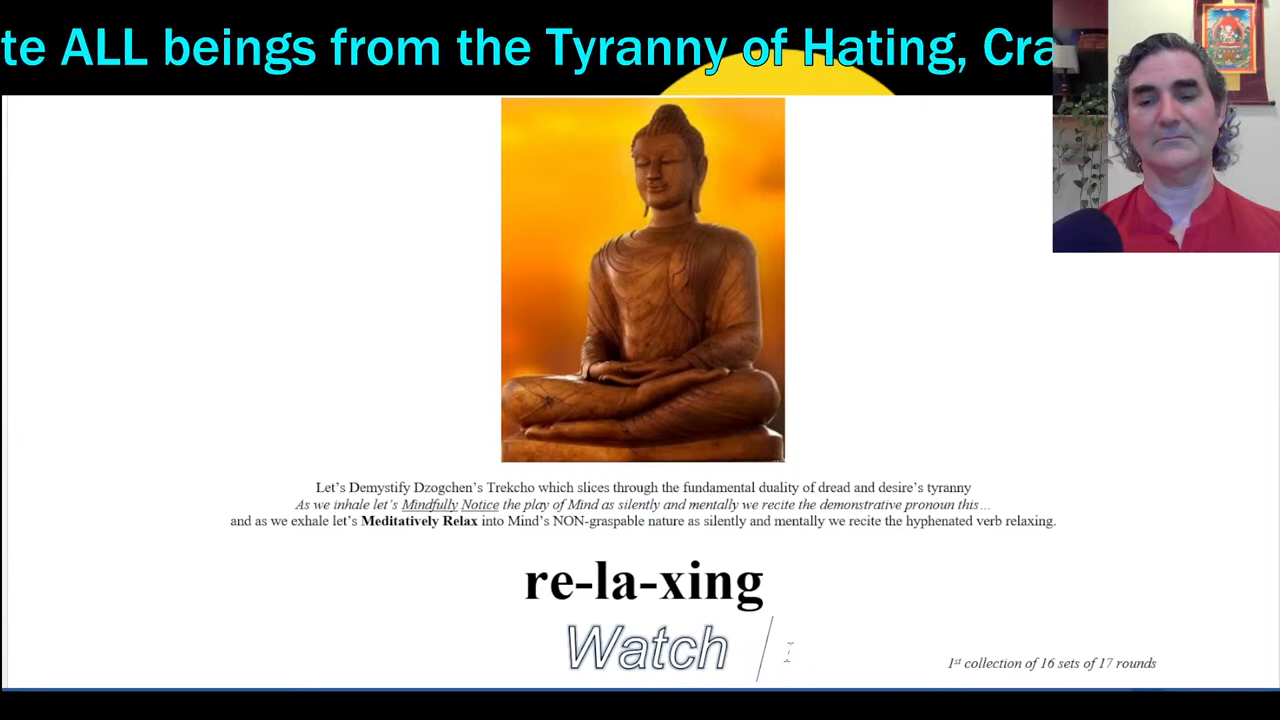 te ALL beings from the Tyranny of Hating, Cra
Let's Demystify Dzogchen's Trekcho which slices through the fundamental duality of dread and desire's tyranny
As we inhale let's Mindfully Notice the play of Mind as silently and mentally we recite the demonstrative pronoun this…
and as we exhale let's Meditatively Relax into Mind's NON-graspable nature as silently and mentally we recite the hyphenated verb relaxing.
re-la-xing
Watch
1st collection of 16 sets of 17 rounds